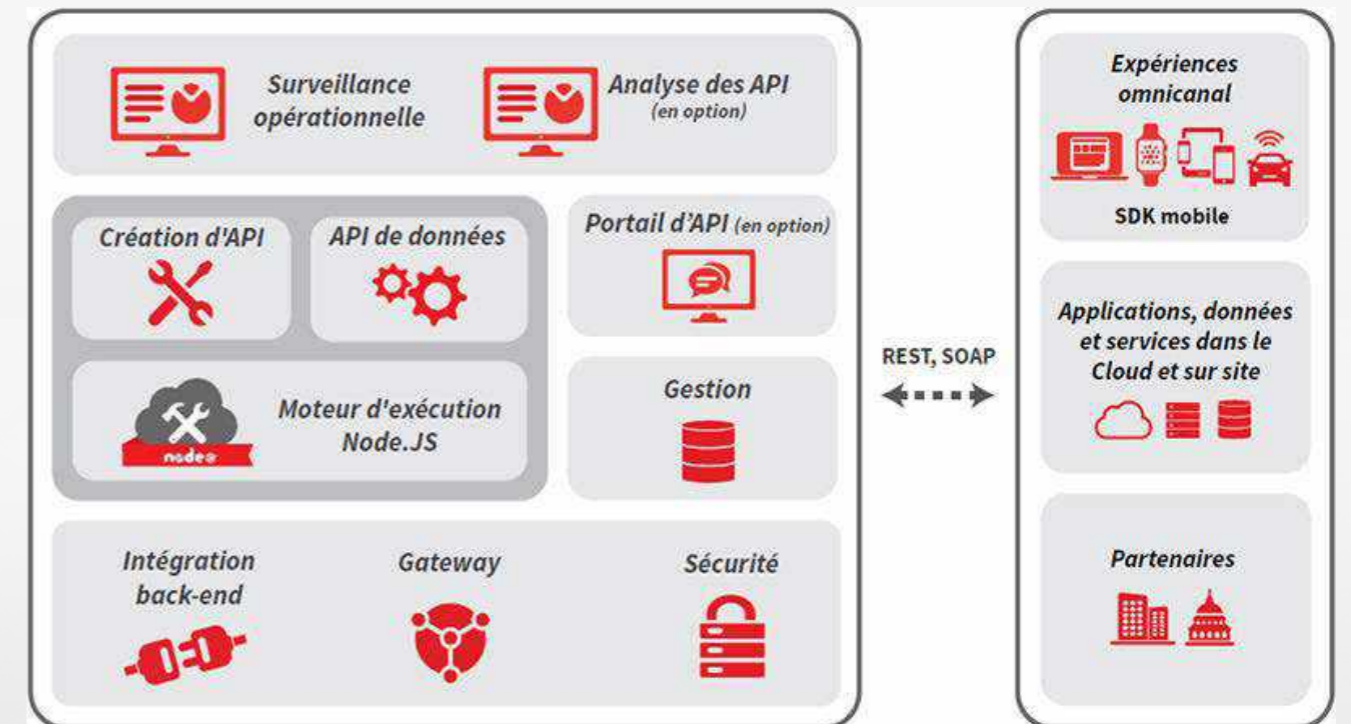 Surveillance
opérationnelle
Analyse des API
(en option)
Création d'API
API de données
Portail d’API (en option)
Moteur d'exécution
Node.JS
node
Gestion
Intégration
back-end
Gateway
Sécurité
REST, SOAP
Expériences
omnicanal
SDK mobile
Applications, données
et services dans le
Cloud et sur site
Partenaires